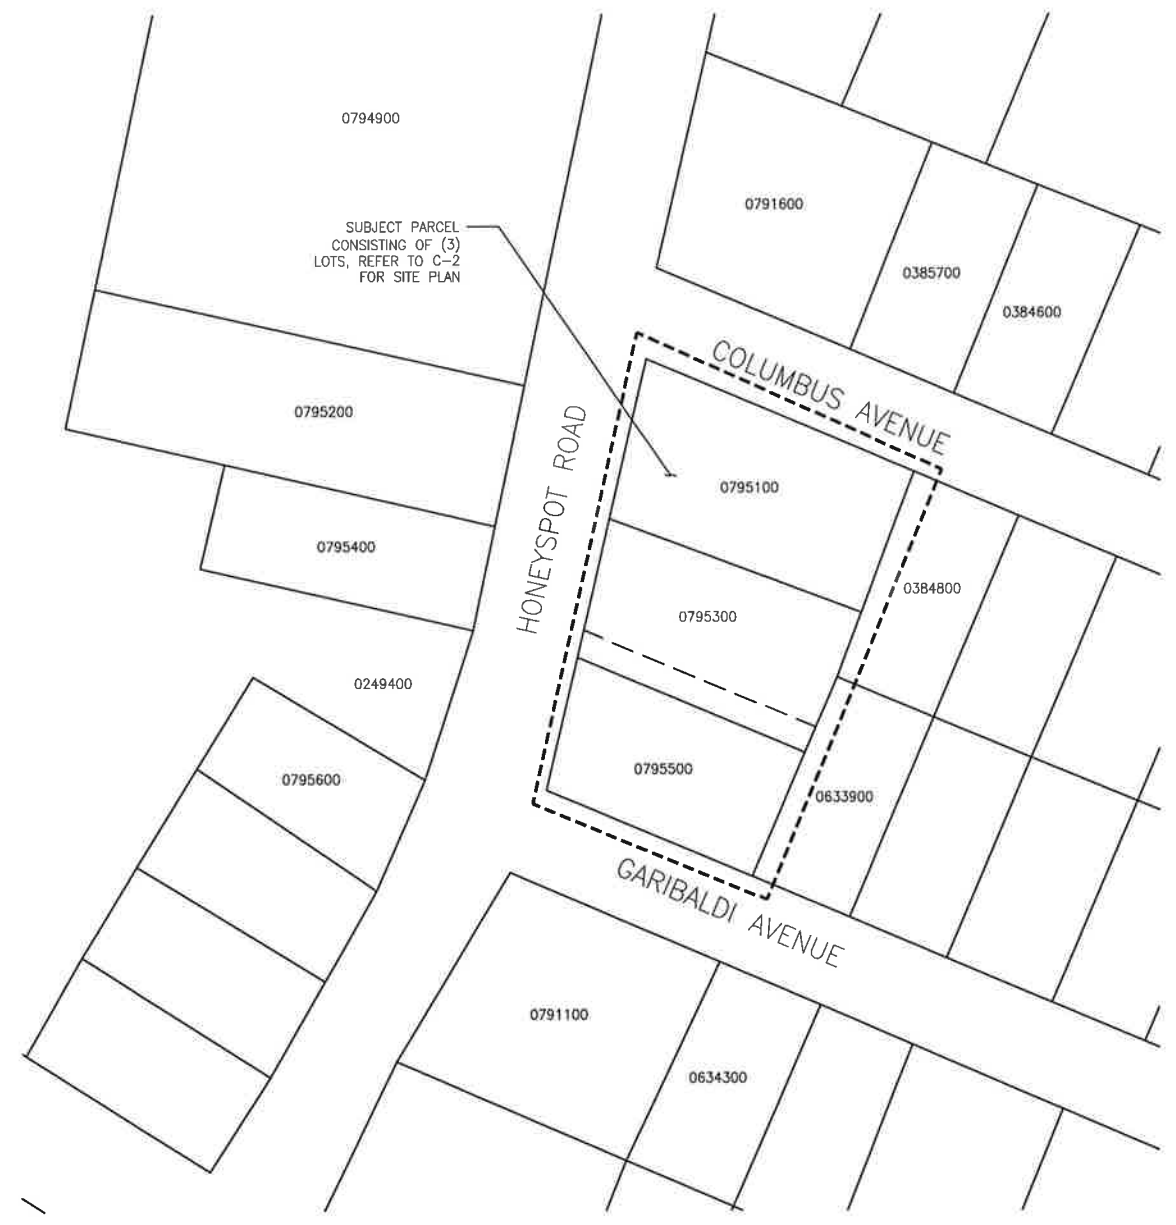 0794900
0791600
SUBJECT PARCEL
CONSISTING OF (3)
LOTS, REFER TO C-2
FOR SITE PLAN
0385700
0384600
COLUMBUS AVENUE
0795200
HONEYSPOT ROAD
0795100
0795400
0384800
0795300
0249400
0795500
0795600
0633900
GARIBALDI AVENUE
0791100
0634300